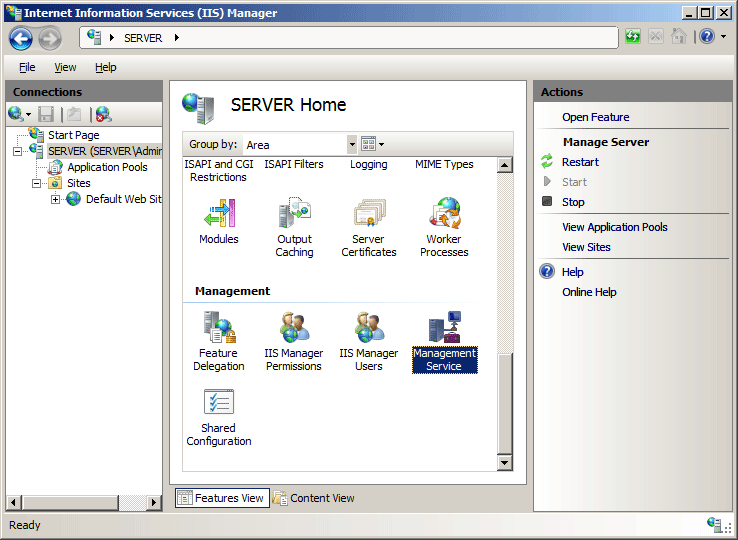 Internet Information Services (IIS) Manager
SERVER
File View Help
Connections
Start Page
SERVER (SERVER\Admin
Application Pools
Sites
Default Web Sit
SERVER Home
Group by: Area
ISAPI and CGI Restrictions
ISAPI Filters
Logging
MIME Types
Modules
Output Caching
Server Certificates
Worker Processes
Management
Feature Delegation
IIS Manager Permissions
IIS Manager Users
Management Service
Shared Configuration
Features View
Content View
Actions
Open Feature
Manage Server
Restart
Start
Stop
View Application Pools
View Sites
Help
Online Help
Ready